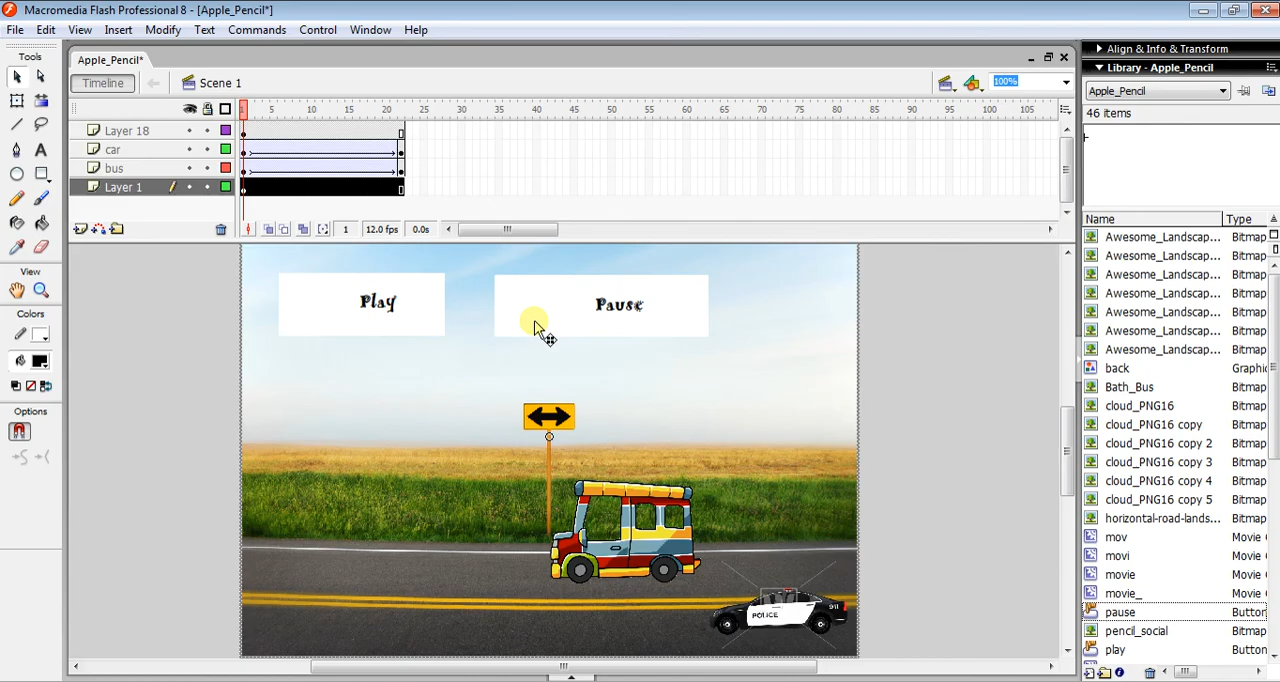 Macromedia Flash Professional 8 - [Apple_Pencil*]
File Edit View Insert Modify Text Commands Control Window Help
Tools
View
Colors
Options
Apple_Pencil*
Timeline
Scene 1
100%
1 5 10 15 20 25 30 35 40 45 50 55 60 65 70 75 80 85 90 95 100 105
Layer 18
car
bus
Layer 1
1 12.0 fps 0.0s
Play
Pause
POLICE
911
Align & Info & Transform
Library - Apple_Pencil
Apple_Pencil
46 items
Name Type
Awesome_Landscap... Bitmap
Awesome_Landscap... Bitmap
Awesome_Landscap... Bitmap
Awesome_Landscap... Bitmap
Awesome_Landscap... Bitmap
Awesome_Landscap... Bitmap
Awesome_Landscap... Bitmap
back Graphic
Bath_Bus Bitmap
cloud_PNG16 Bitmap
cloud_PNG16 copy Bitmap
cloud_PNG16 copy 2 Bitmap
cloud_PNG16 copy 3 Bitmap
cloud_PNG16 copy 4 Bitmap
cloud_PNG16 copy 5 Bitmap
horizontal-road-lands... Bitmap
mov Movie
movi Movie
movie Movie
movie_ Movie
pause Button
pencil_social Bitmap
play Button